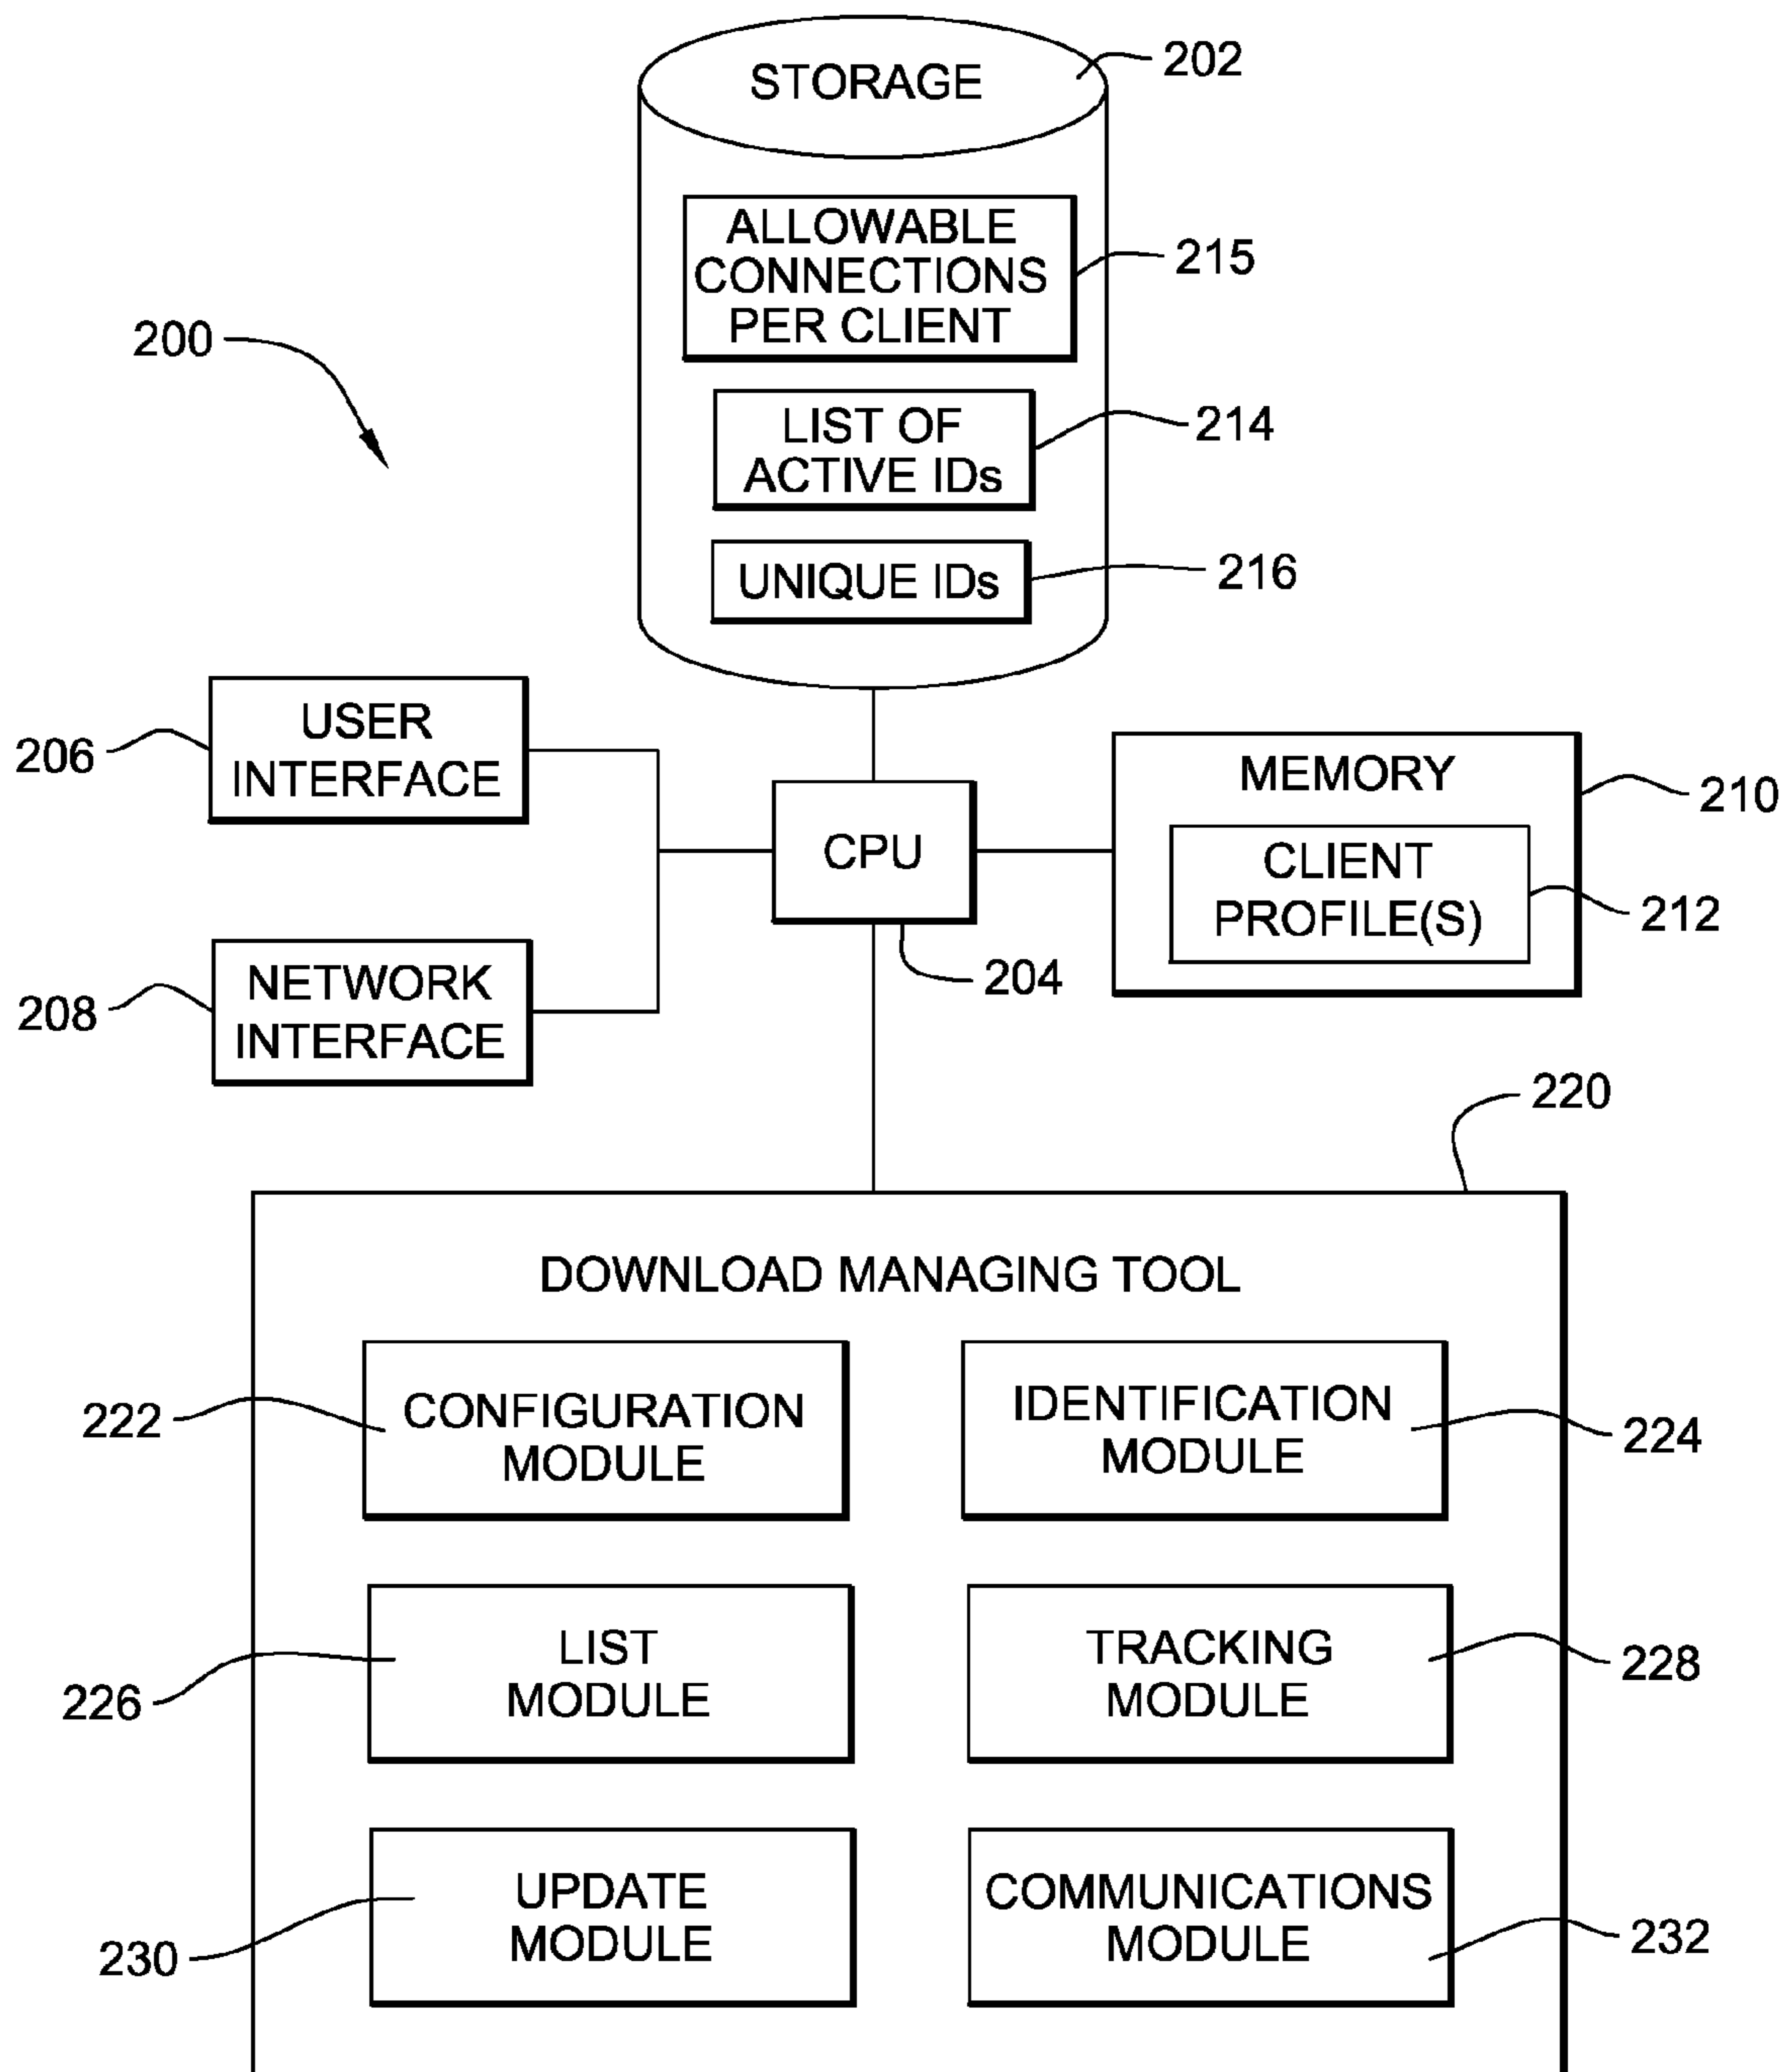 STORAGE
202
ALLOWABLE
CONNECTIONS
PER CLIENT
215
200
LIST OF
ACTIVE IDs
214
UNIQUE IDs
216
USER
INTERFACE
206
MEMORY
210
CPU
204
CLIENT
PROFILE(S)
212
NETWORK
INTERFACE
208
220
DOWNLOAD MANAGING TOOL
CONFIGURATION
MODULE
222
IDENTIFICATION
MODULE
224
LIST
MODULE
226
TRACKING
MODULE
228
UPDATE
MODULE
230
COMMUNICATIONS
MODULE
232